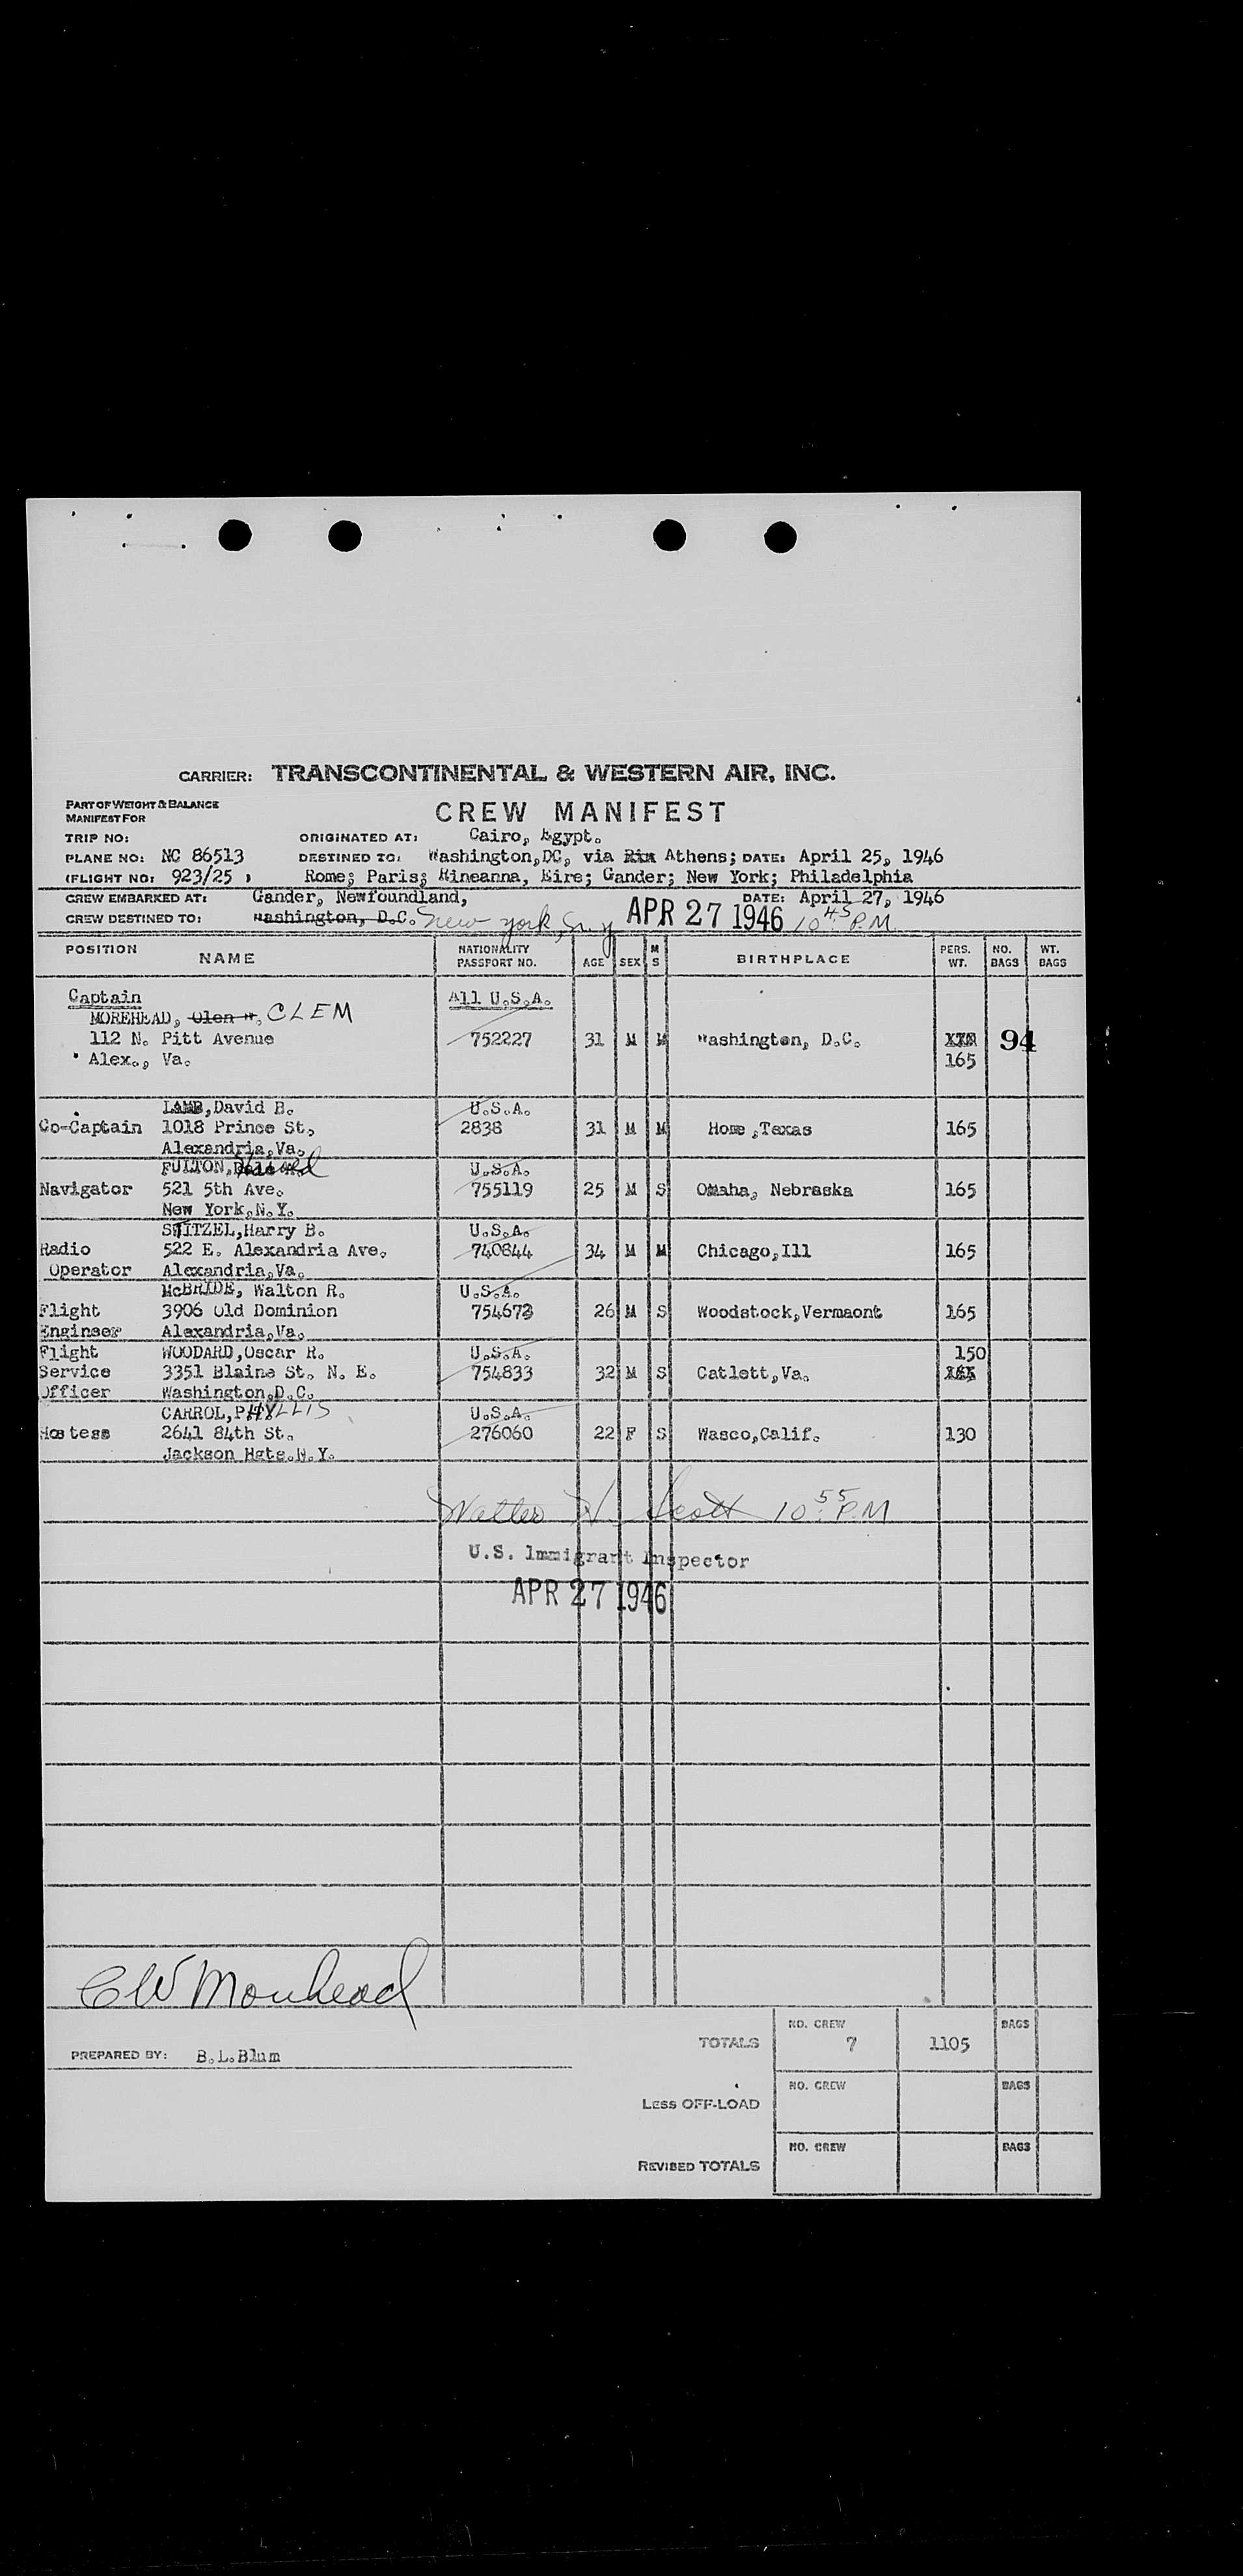 CARRIER: TRANSCONTINENTAL & WESTERN AIR, INC.
PART OF WEIGHT & BALANCE
MANIFEST FOR
CREW MANIFEST
TRIP NO: ORIGINATED AT: Cairo, Egypt.
PLANE NO: NC 86513 DESTINED TO: Washington,DC, via Athens; DATE: April 25, 1946
(FLIGHT NO: 923/25 ) Rome; Paris; Rineanna, Eire; Gander; New York; Philadelphia
CREW EMBARKED AT: Gander, Newfoundland, DATE: April 27, 1946
CREW DESTINED TO: Washington, D.C. New York, N.Y APR 27 1946 10:45 P.M.
POSITION NAME NATIONALITY PASSPORT NO. AGE SEX M S BIRTHPLACE PERS. WT. NO. BAGS WT. BAGS
Captain All U.S.A.
MOREHEAD, Olen W. CLEM
112 N. Pitt Avenue 752227 31 M M Washington, D.C. 94
Alex., Va. 165
LAMB,David B. U.S.A.
Co-Captain 1018 Prince St, 2838 31 M M Home,Texas 165
Alexandria,Va.
FULTON, U.S.A.
Navigator 521 5th Ave. 755119 25 M S Omaha, Nebraska 165
New York,N.Y.
STITZEL,Harry B. U.S.A.
Radio 522 E. Alexandria Ave. 740844 34 M M Chicago,Ill 165
Operator Alexandria,Va.
McBRIDE, Walton R. U.S.A.
Flight 3906 Old Dominion 754673 26 M S Woodstock,Vermaont 165
Engineer Alexandria,Va.
Flight WOODARD,Oscar R. U.S.A. 150
Service 3351 Blaine St. N. E. 754833 32 M S Catlett,Va.
Officer Washington,D.C.
CARROL,PHYLLIS U.S.A.
Hostess 2641 84th St. 276060 22 F S Wasco,Calif. 130
Jackson Hgts.N.Y.
Walter H. Scott 10:55 P.M
U.S. Immigrant Inspector
APR 27 1946
CW Morehead
TOTALS NO. CREW 7 1105 BAGS
PREPARED BY: B.L.Blum
LESS OFF-LOAD NO. CREW BAGS
REVISED TOTALS NO. CREW BAGS